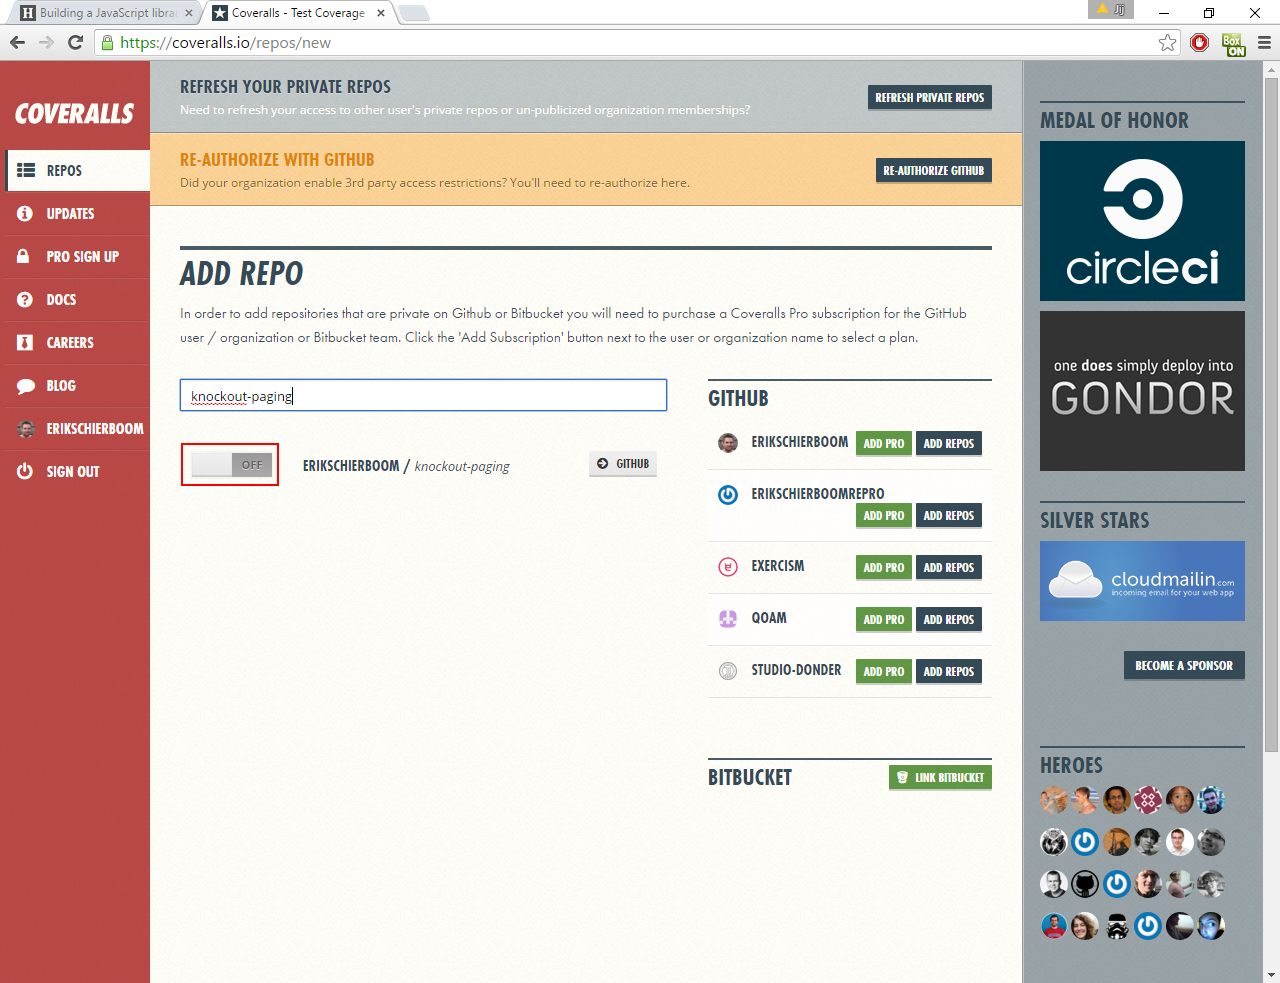 Building a JavaScript libra
Coveralls - Test Coverage
Jij
https://coveralls.io/repos/new
Box
ON
COVERALLS
REPOS
UPDATES
PRO SIGN UP
DOCS
CAREERS
BLOG
ERIKSCHIERBOOM
SIGN OUT
REFRESH YOUR PRIVATE REPOS
Need to refresh your access to other user's private repos or un-publicized organization memberships?
REFRESH PRIVATE REPOS
RE-AUTHORIZE WITH GITHUB
Did your organization enable 3rd party access restrictions? You'll need to re-authorize here.
RE-AUTHORIZE GITHUB
ADD REPO
In order to add repositories that are private on Github or Bitbucket you will need to purchase a Coveralls Pro subscription for the GitHub
user / organization or Bitbucket team. Click the 'Add Subscription' button next to the user or organization name to select a plan.
knockout-paging
OFF
ERIKSCHIERBOOM / knockout-paging
GITHUB
GITHUB
ERIKSCHIERBOOM ADD PRO ADD REPOS
ERIKSCHIERBOOMREPRO
ADD PRO ADD REPOS
EXERCISM ADD PRO ADD REPOS
QOAM ADD PRO ADD REPOS
STUDIO-DONDER ADD PRO ADD REPOS
BITBUCKET LINK BITBUCKET
MEDAL OF HONOR
circleci
one does simply deploy into
GONDOR
SILVER STARS
cloudmailin.com
incoming email for your web app
BECOME A SPONSOR
HEROES